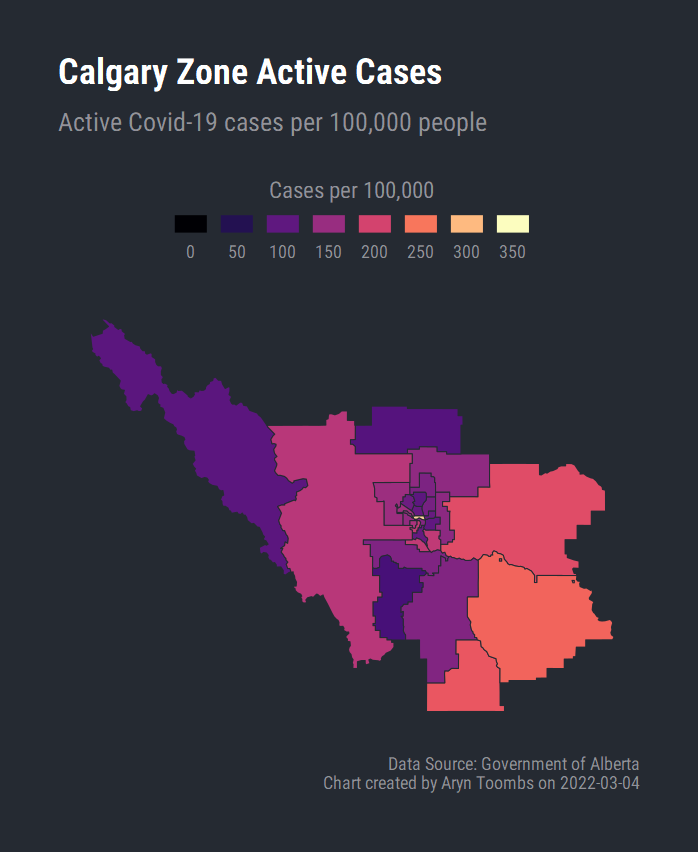 Calgary Zone Active Cases
Active Covid-19 cases per 100,000 people
Cases per 100,000
0 50 100 150 200 250 300 350
Data Source: Government of Alberta
Chart created by Aryn Toombs on 2022-03-04